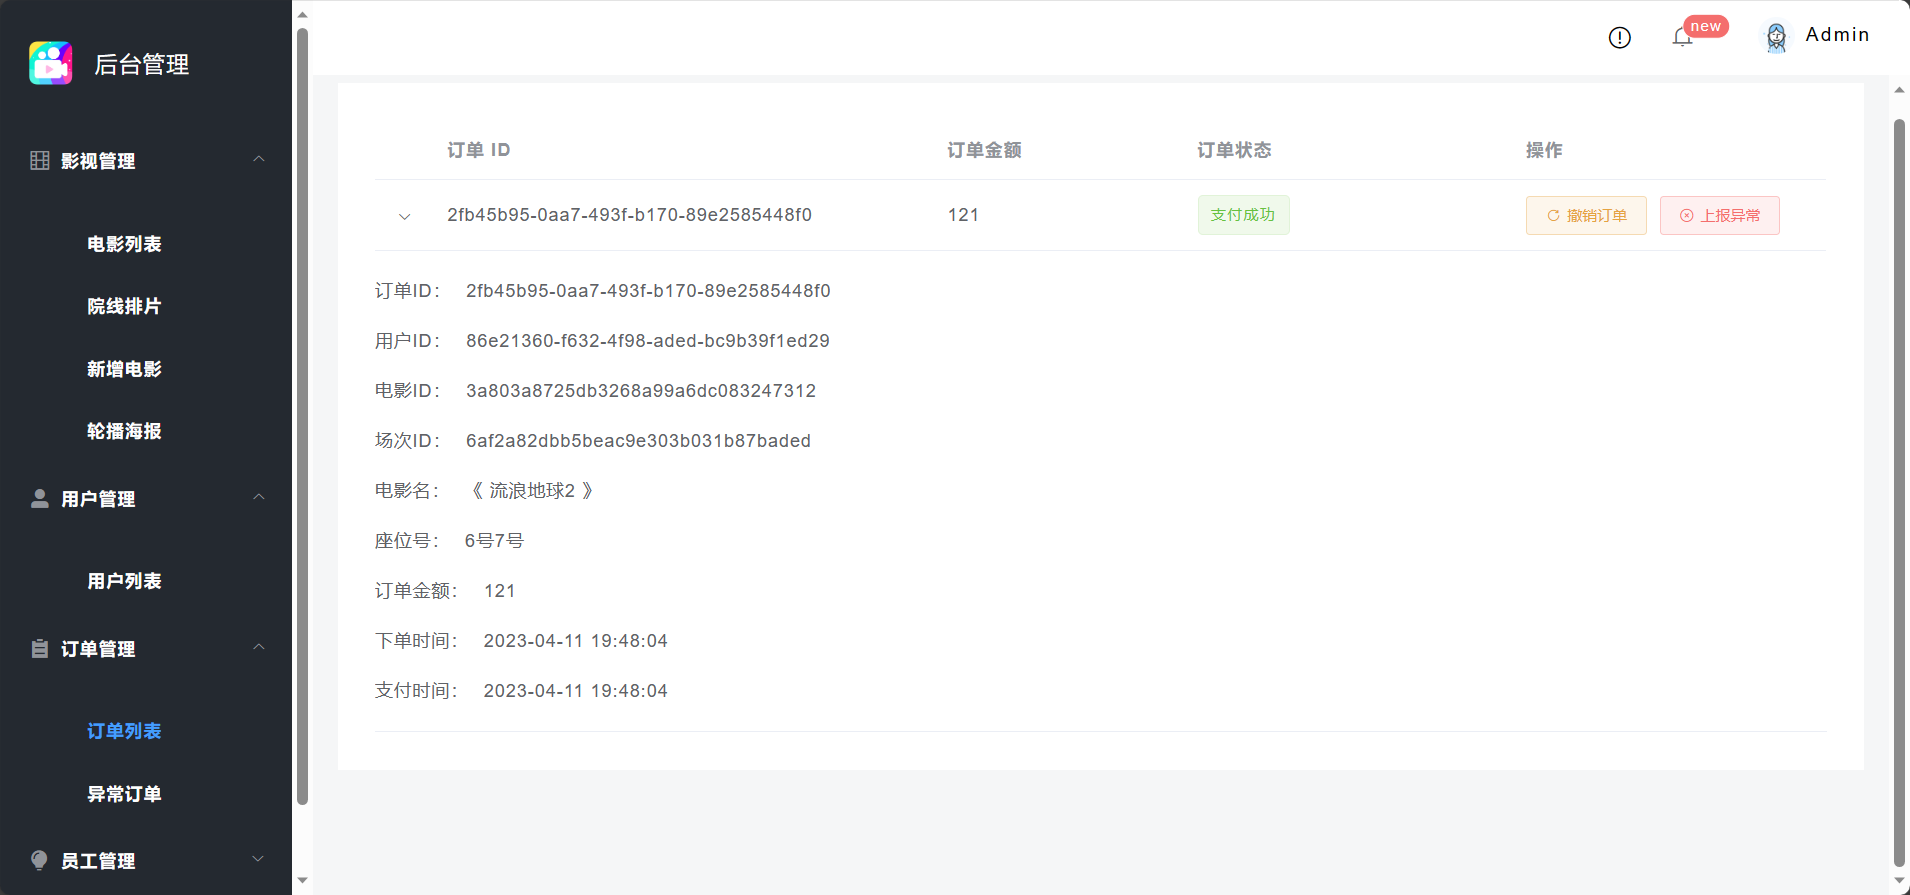 后台管理
new
Admin
影视管理
电影列表
院线排片
新增电影
轮播海报
用户管理
用户列表
订单管理
订单列表
异常订单
员工管理
订单 ID 订单金额 订单状态 操作
2fb45b95-0aa7-493f-b170-89e2585448f0 121 支付成功 撤销订单 上报异常
订单ID： 2fb45b95-0aa7-493f-b170-89e2585448f0
用户ID： 86e21360-f632-4f98-aded-bc9b39f1ed29
电影ID： 3a803a8725db3268a99a6dc083247312
场次ID： 6af2a82dbb5beac9e303b031b87baded
电影名： 《 流浪地球2 》
座位号： 6号7号
订单金额： 121
下单时间： 2023-04-11 19:48:04
支付时间： 2023-04-11 19:48:04